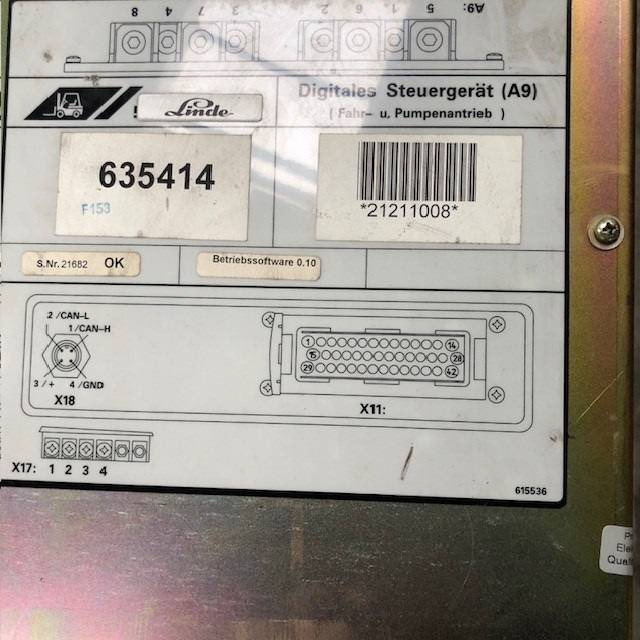 8 4 7 3 2 6 1 5 A9:
Linde
Digitales Steuergerät (A9)
( Fahr- u. Pumpenantrieb )
635414
F153
*21211008*
S.Nr. 21682 OK
Betriebssoftware 0.10
2 /CAN-L
1/CAN-H
3 / +
4 /GND
X18
1 14
15 28
29 42
X11:
X17: 1 2 3 4
615536
Elek
Quali